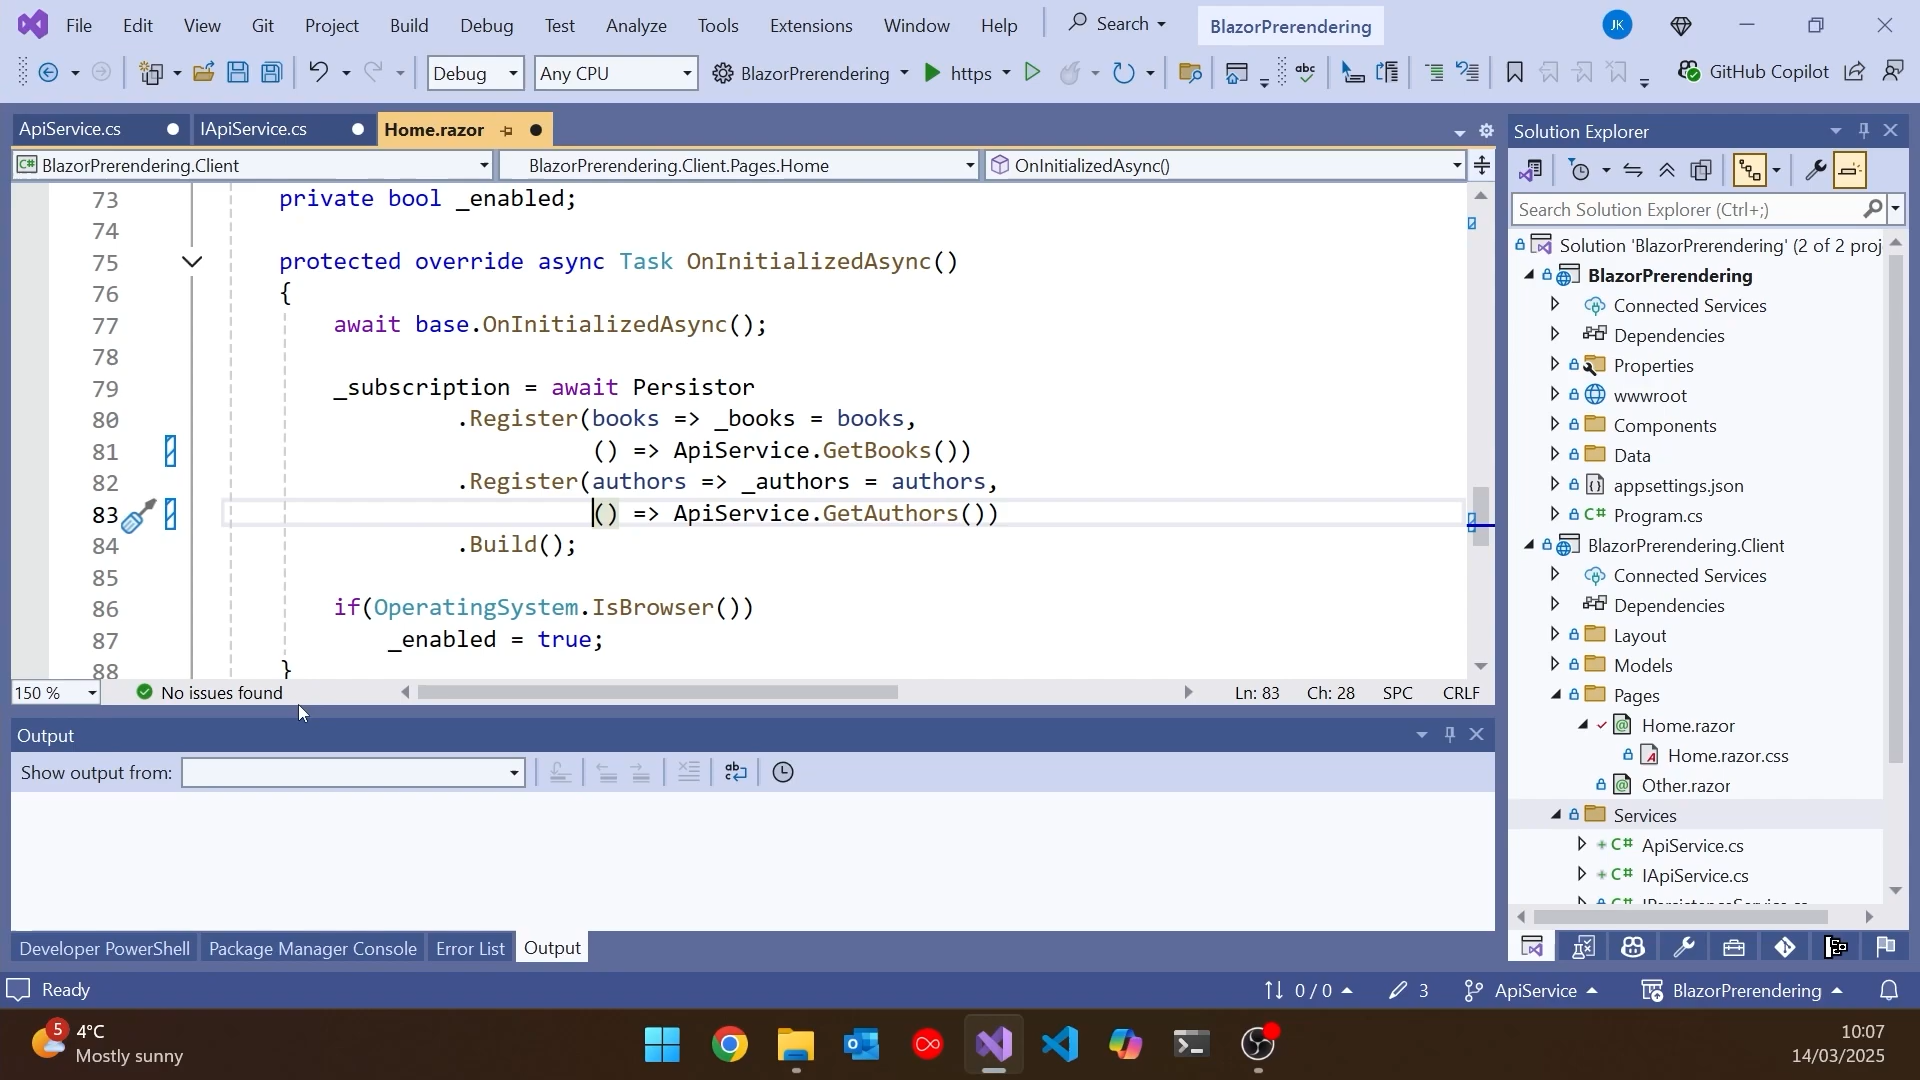 File Edit View Git Project Build Debug Test Analyze Tools Extensions Window Help Search BlazorPrerendering JK
Debug Any CPU BlazorPrerendering https abc GitHub Copilot
ApiService.cs IApiService.cs Home.razor
BlazorPrerendering.Client BlazorPrerendering.Client.Pages.Home OnInitializedAsync()
73 private bool _enabled;
74
75 protected override async Task OnInitializedAsync()
76 {
77 await base.OnInitializedAsync();
78
79 _subscription = await Persistor
80 .Register(books => _books = books,
81 () => ApiService.GetBooks())
82 .Register(authors => _authors = authors,
83 () => ApiService.GetAuthors())
84 .Build();
85
86 if(OperatingSystem.IsBrowser())
87 _enabled = true;
88 }
150 % No issues found Ln: 83 Ch: 28 SPC CRLF
Output
Show output from:
Developer PowerShell Package Manager Console Error List Output
Solution Explorer
Search Solution Explorer (Ctrl+;)
Solution 'BlazorPrerendering' (2 of 2 proj
BlazorPrerendering
Connected Services
Dependencies
Properties
wwwroot
Components
Data
appsettings.json
C# Program.cs
BlazorPrerendering.Client
Connected Services
Dependencies
Layout
Models
Pages
Home.razor
Home.razor.css
Other.razor
Services
C# ApiService.cs
C# IApiService.cs
Ready 0 / 0 3 ApiService BlazorPrerendering
5 4°C
Mostly sunny
10:07
14/03/2025